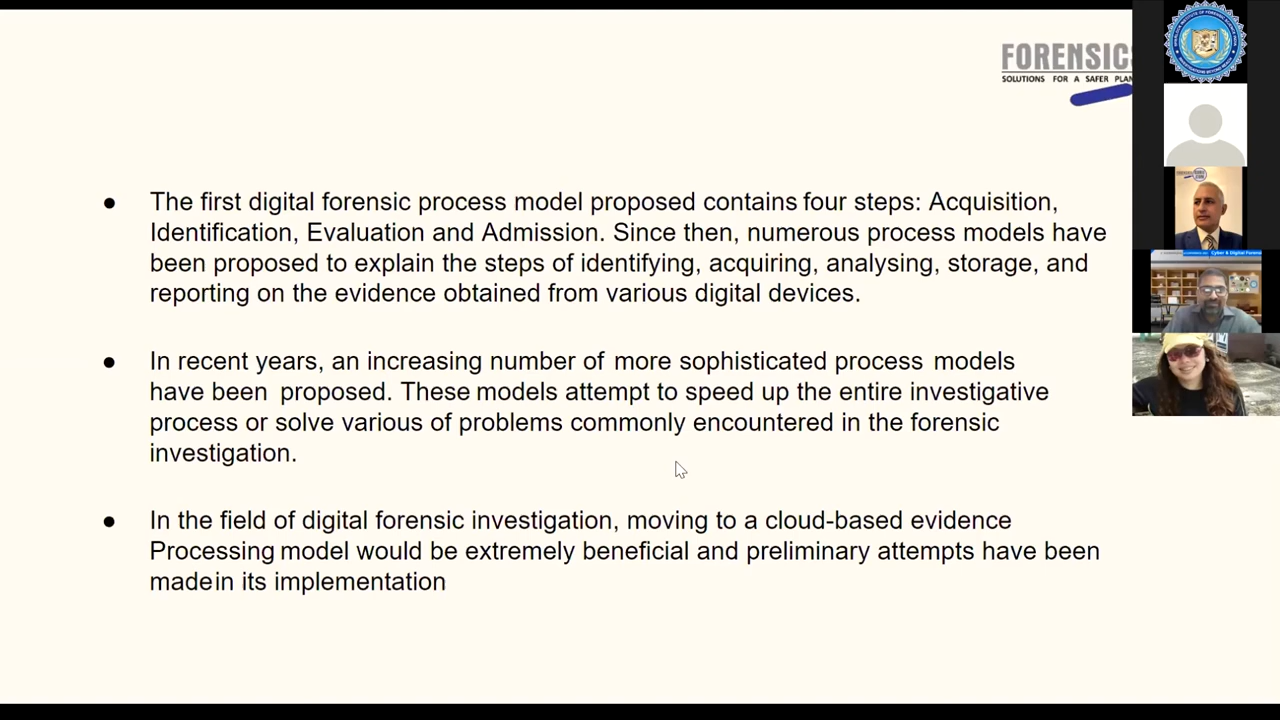 FORENSICS
SOLUTIONS FOR A SAFER PLAN
● The first digital forensic process model proposed contains four steps: Acquisition,
Identification, Evaluation and Admission. Since then, numerous process models have
been proposed to explain the steps of identifying, acquiring, analysing, storage, and
reporting on the evidence obtained from various digital devices.
● In recent years, an increasing number of more sophisticated process models
have been proposed. These models attempt to speed up the entire investigative
process or solve various of problems commonly encountered in the forensic
investigation.
● In the field of digital forensic investigation, moving to a cloud-based evidence
Processing model would be extremely beneficial and preliminary attempts have been
made in its implementation
Cyber & Digital Forens